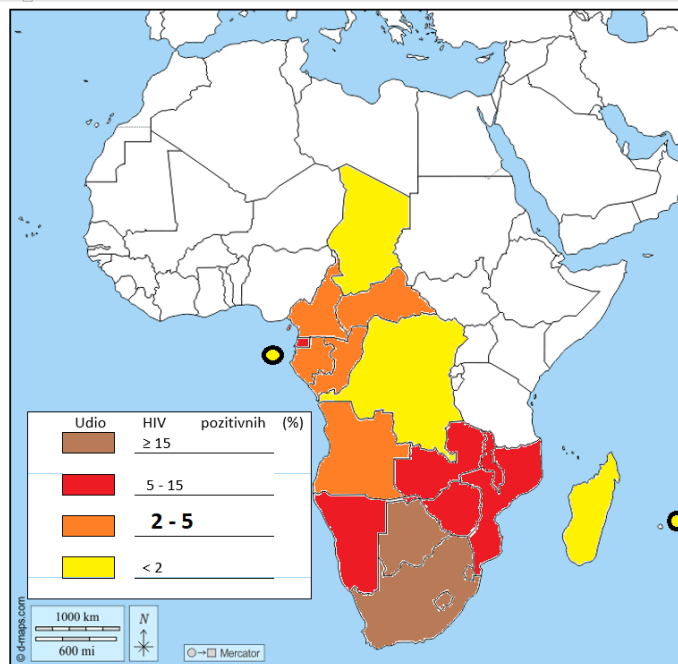 Udio HIV pozitivnih (%)
≥ 15
5 - 15
2 - 5
< 2
1000 km
600 mi
N
Mercator
© d-maps.com